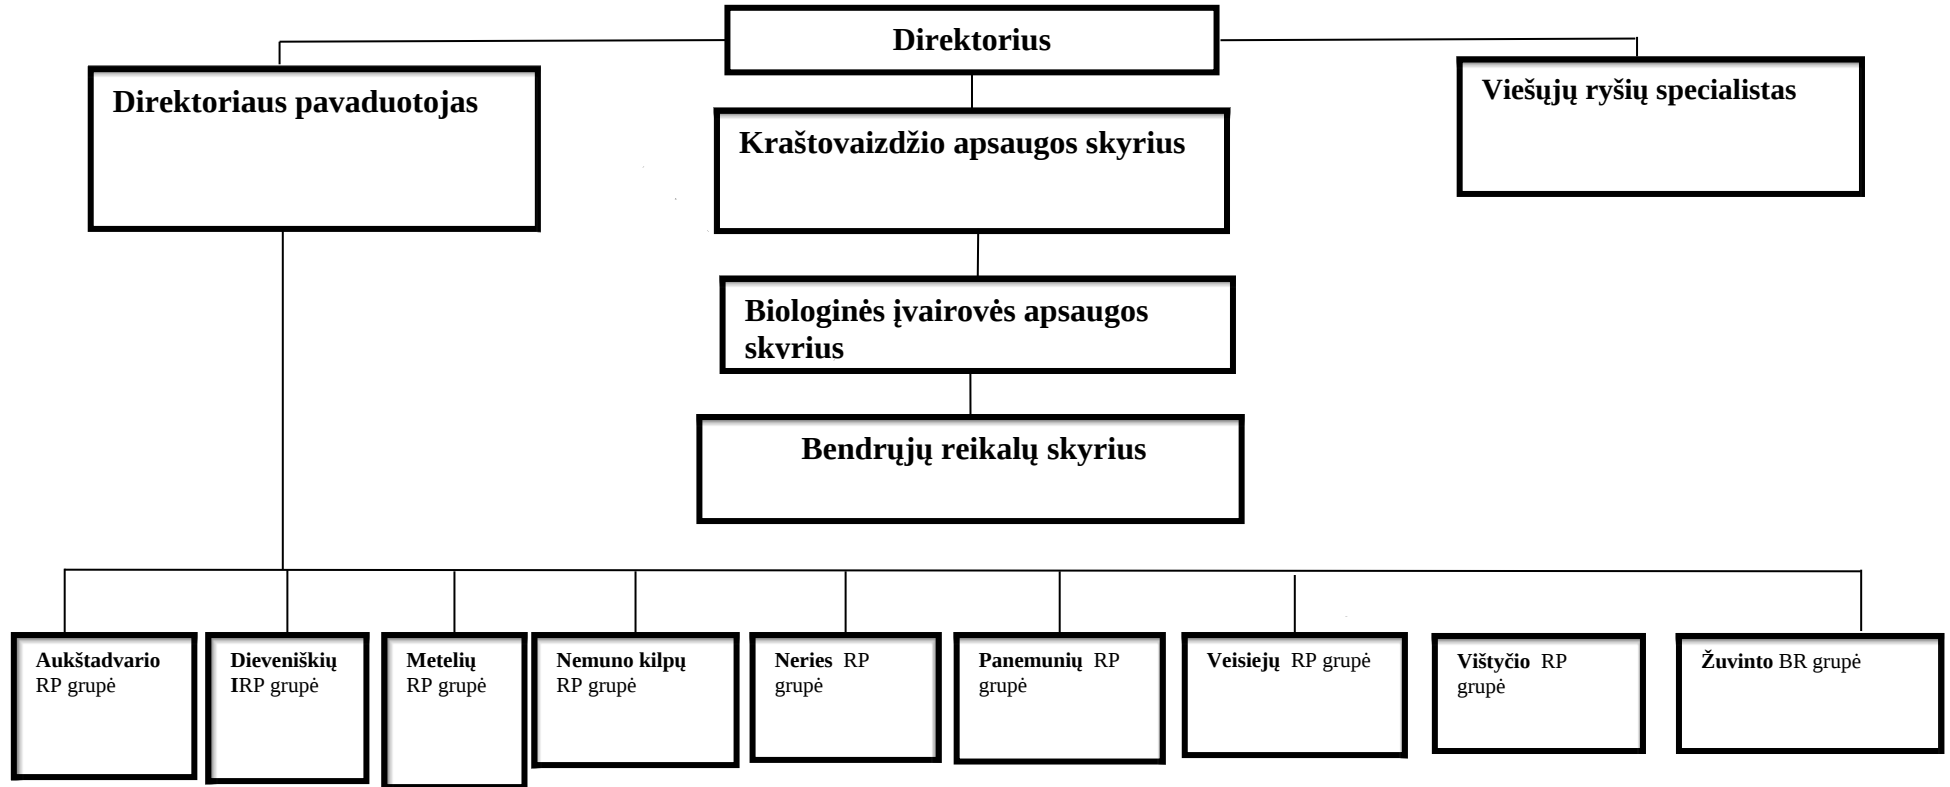 Direktorius
Direktoriaus pavaduotojas
Viešųjų ryšių specialistas
Kraštovaizdžio apsaugos skyrius
Biologinės įvairovės apsaugos
skyrius
Bendrųjų reikalų skyrius
Aukštadvario
RP grupė
Dieveniškių
IRP grupė
Metelių
RP grupė
Nemuno kilpų
RP grupė
Neries RP
grupė
Panemunių RP
grupė
Veisiejų RP grupė
Vištyčio RP
grupė
Žuvinto BR grupė